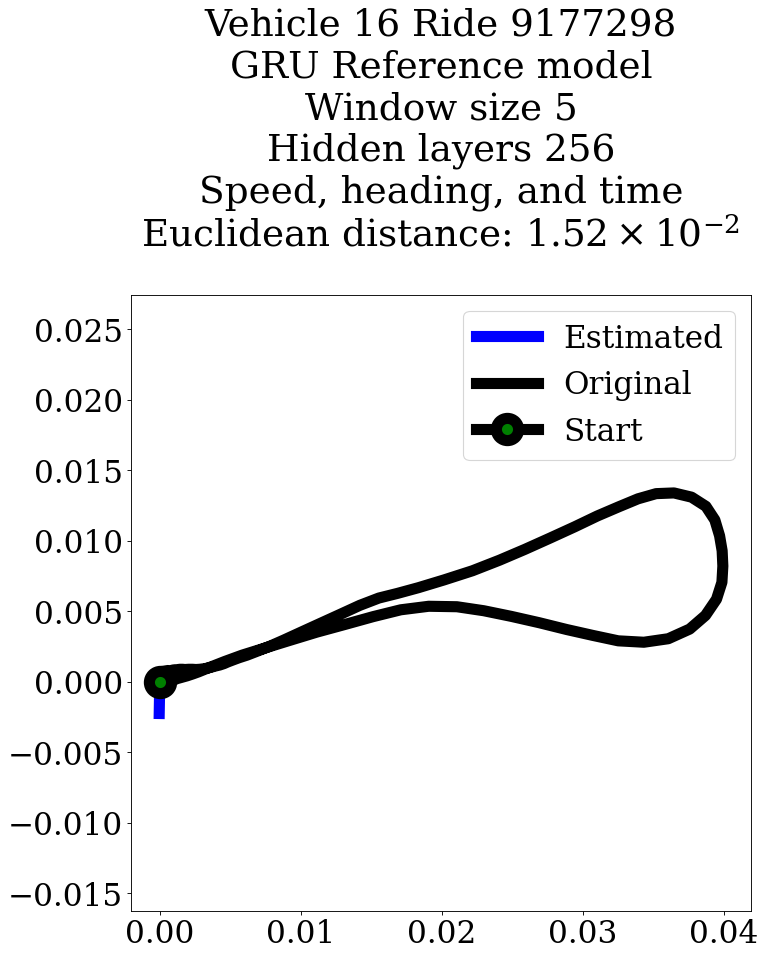 Vehicle 16 Ride 9177298
GRU Reference model
Window size 5
Hidden layers 256
Speed, heading, and time
Euclidean distance: 1.52 × 10⁻²
Estimated
Original
Start
0.025
0.020
0.015
0.010
0.005
0.000
−0.005
−0.010
−0.015
0.00 0.01 0.02 0.03 0.04